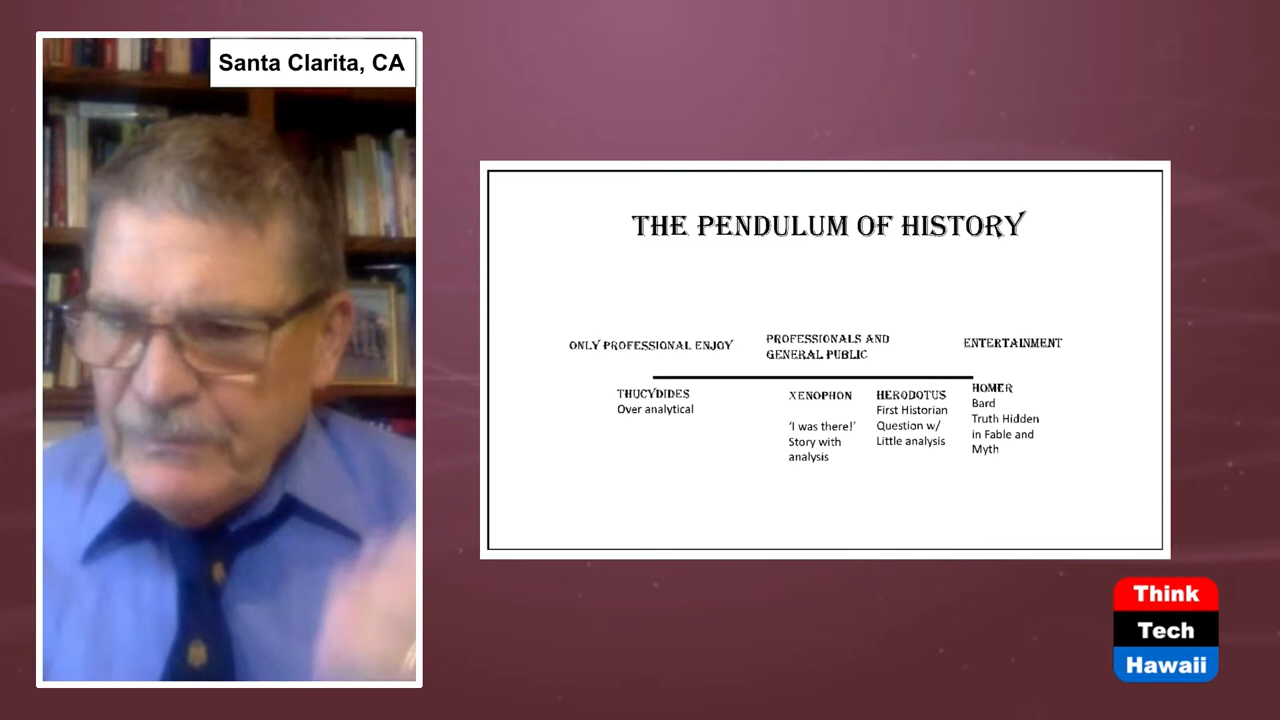 Santa Clarita, CA
THE PENDULUM OF HISTORY
ONLY PROFESSIONAL ENJOY
PROFESSIONALS AND
GENERAL PUBLIC
ENTERTAINMENT
THUCYDIDES
Over analytical
XENOPHON
‘I was there!’
Story with
analysis
HERODOTUS
First Historian
Question w/
Little analysis
HOMER
Bard
Truth Hidden
in Fable and
Myth
Think
Tech
Hawaii